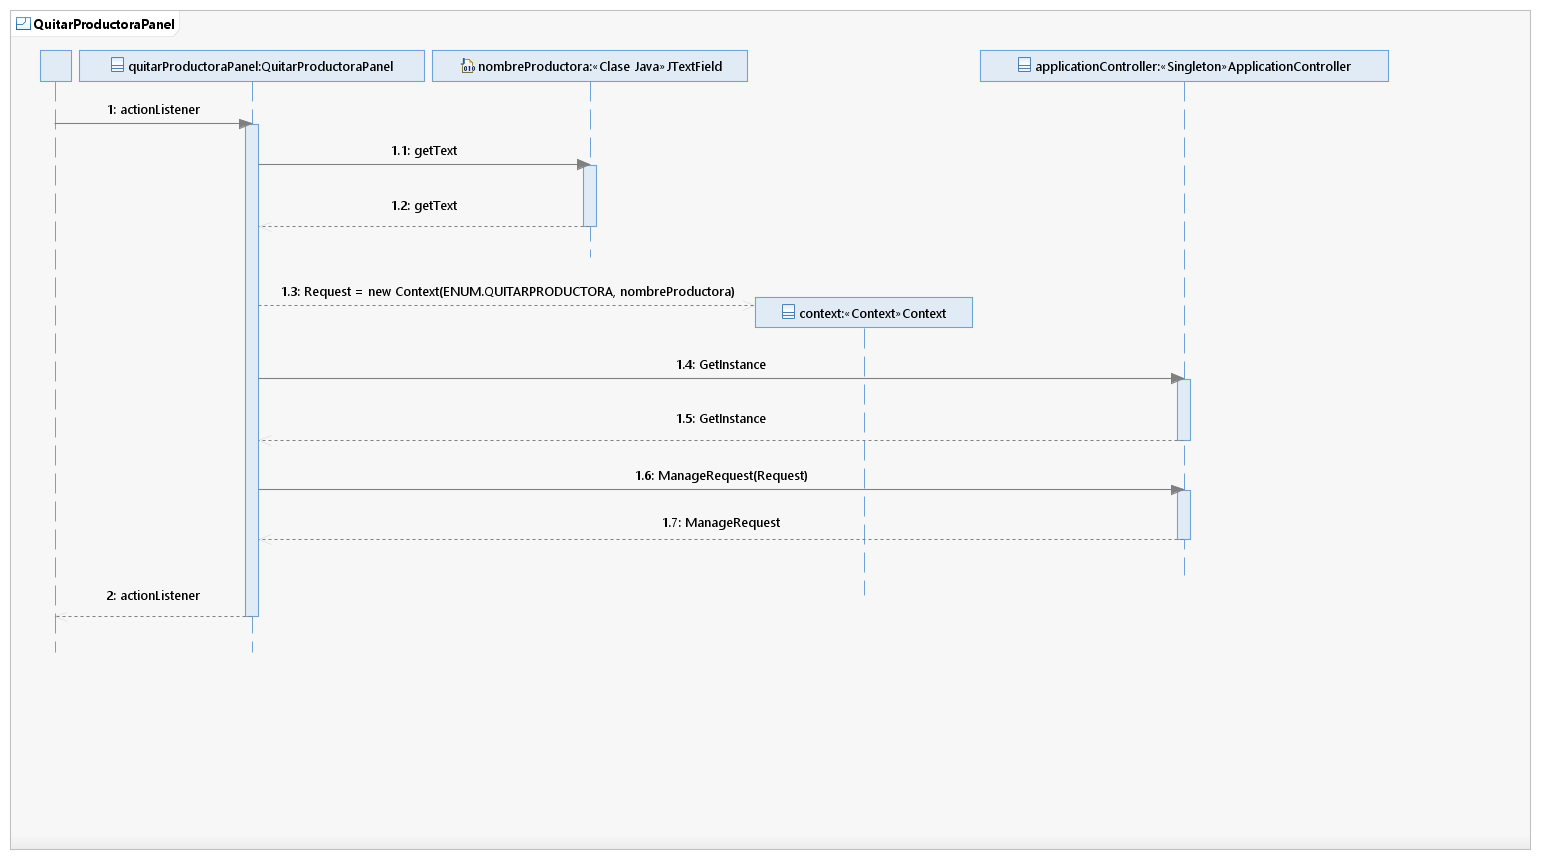 QuitarProductoraPanel
quitarProductoraPanel:QuitarProductoraPanel
nombreProductora:«Clase Java»JTextField
applicationController:«Singleton»ApplicationController
1: actionListener
1.1: getText
1.2: getText
1.3: Request = new Context(ENUM.QUITARPRODUCTORA, nombreProductora)
context:«Context»Context
1.4: GetInstance
1.5: GetInstance
1.6: ManageRequest(Request)
1.7: ManageRequest
2: actionListener